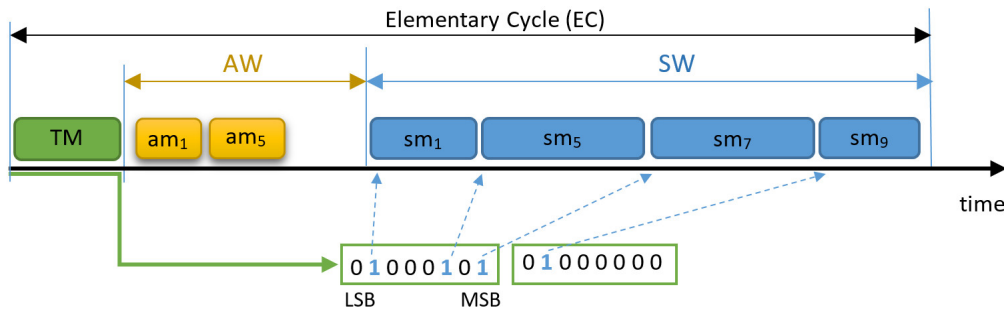 Elementary Cycle (EC)
AW SW
TM am1 am5 sm1 sm5 sm7 sm9
time
0 1 0 0 0 1 0 1 0 1 0 0 0 0 0 0
LSB MSB